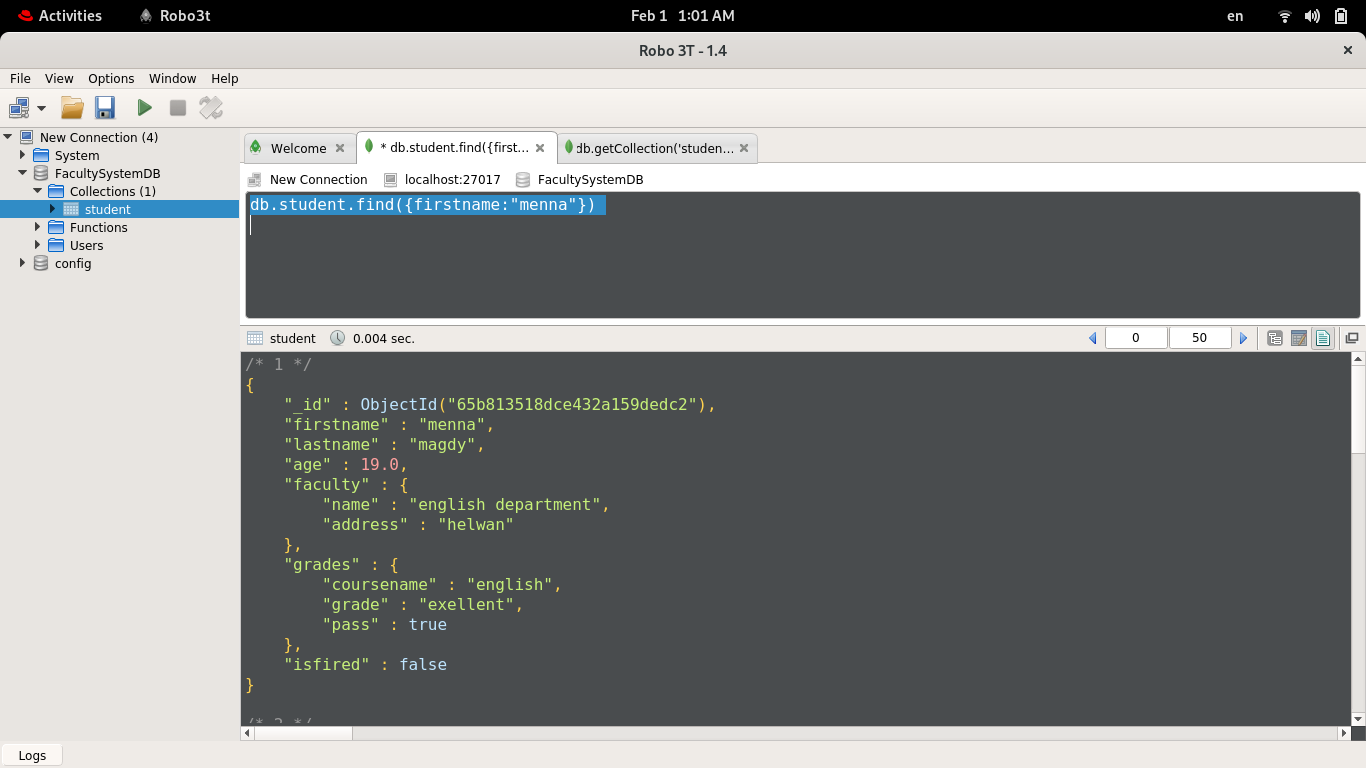 Activities Robo3t Feb 1 1:01 AM en
Robo 3T - 1.4
File View Options Window Help
New Connection (4)
System
FacultySystemDB
Collections (1)
student
Functions
Users
config
Welcome * db.student.find({first... db.getCollection('studen...
New Connection localhost:27017 FacultySystemDB
db.student.find({firstname:"menna"})
student 0.004 sec. 0 50
/* 1 */
{
"_id" : ObjectId("65b813518dce432a159dedc2"),
"firstname" : "menna",
"lastname" : "magdy",
"age" : 19.0,
"faculty" : {
"name" : "english department",
"address" : "helwan"
},
"grades" : {
"coursename" : "english",
"grade" : "exellent",
"pass" : true
},
"isfired" : false
}
/* 2 */
Logs